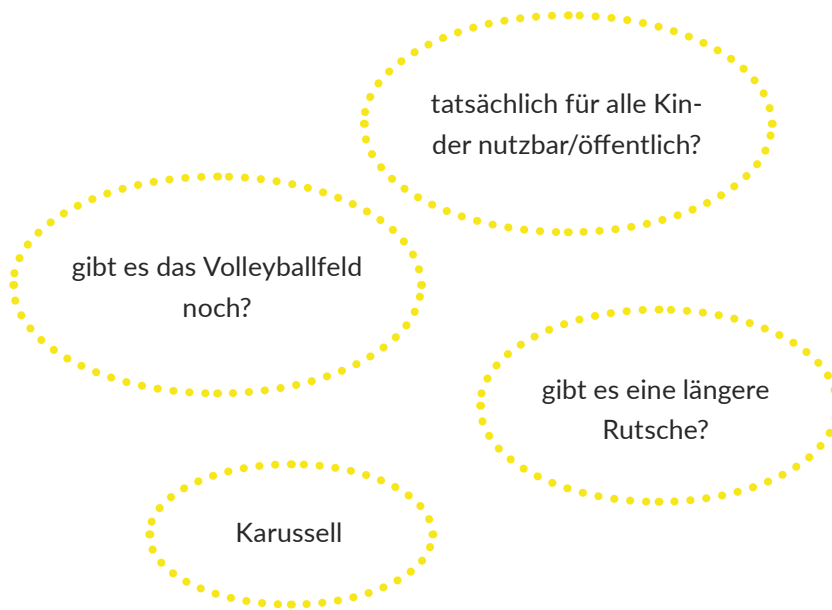 tatsächlich für alle Kin-
der nutzbar/öffentlich?
gibt es das Volleyballfeld
noch?
gibt es eine längere
Rutsche?
Karussell